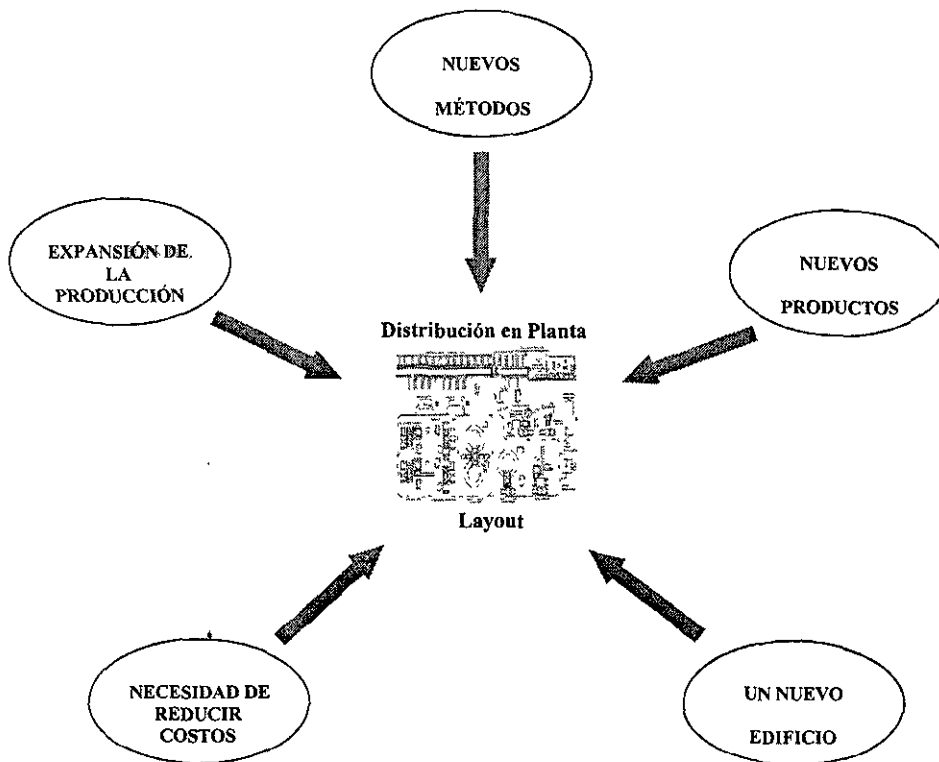 NUEVOS
MÉTODOS
EXPANSIÓN DE.
LA
PRODUCCIÓN
NUEVOS
PRODUCTOS
Distribución en Planta
Layout
NECESIDAD DE
REDUCIR
COSTOS
UN NUEVO
EDIFICIO